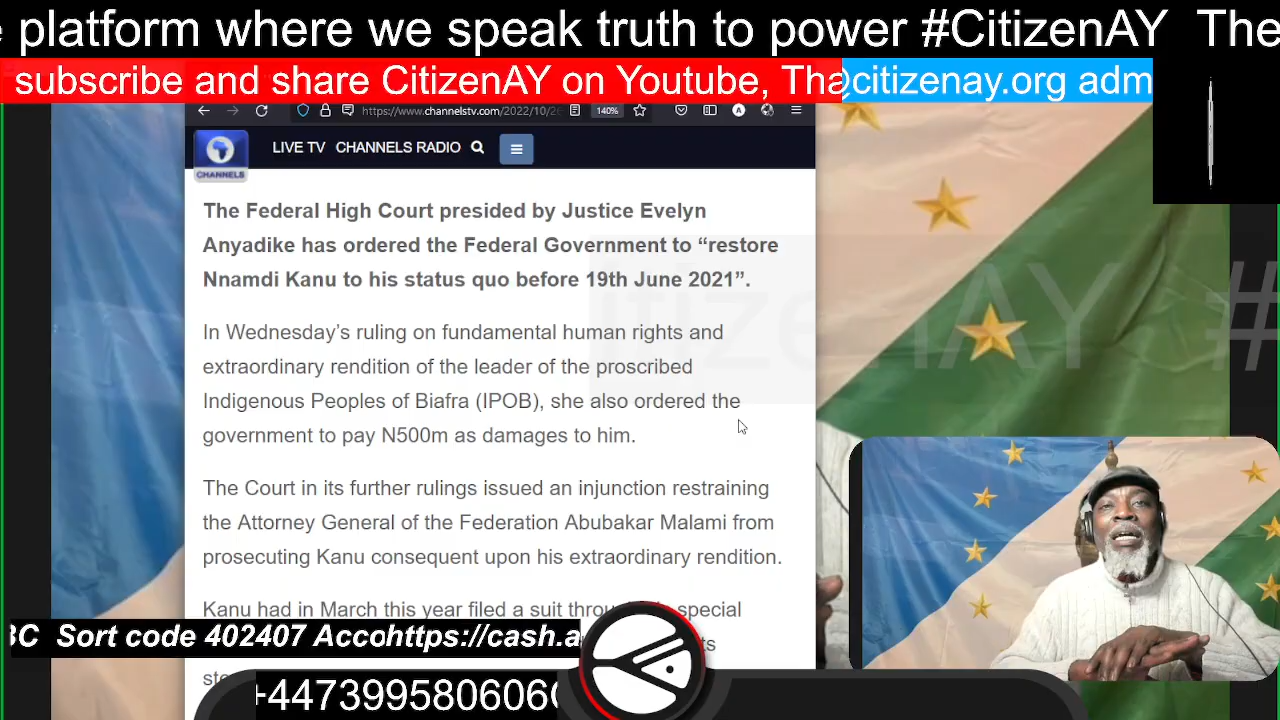 platform where we speak truth to power #CitizenAY The
subscribe and share CitizenAY on Youtube, Tha
@citizenay.org adm
https://www.channelstv.com/2022/10/26
140%
CHANNELS
LIVE TV CHANNELS RADIO
The Federal High Court presided by Justice Evelyn
Anyadike has ordered the Federal Government to “restore
Nnamdi Kanu to his status quo before 19th June 2021”.
In Wednesday’s ruling on fundamental human rights and
extraordinary rendition of the leader of the proscribed
Indigenous Peoples of Biafra (IPOB), she also ordered the
government to pay N500m as damages to him.
The Court in its further rulings issued an injunction restraining
the Attorney General of the Federation Abubakar Malami from
prosecuting Kanu consequent upon his extraordinary rendition.
Kanu had in March this year filed a suit special
itizenAY #
Sort code 402407 Accohttps://cash.a
+447399580606